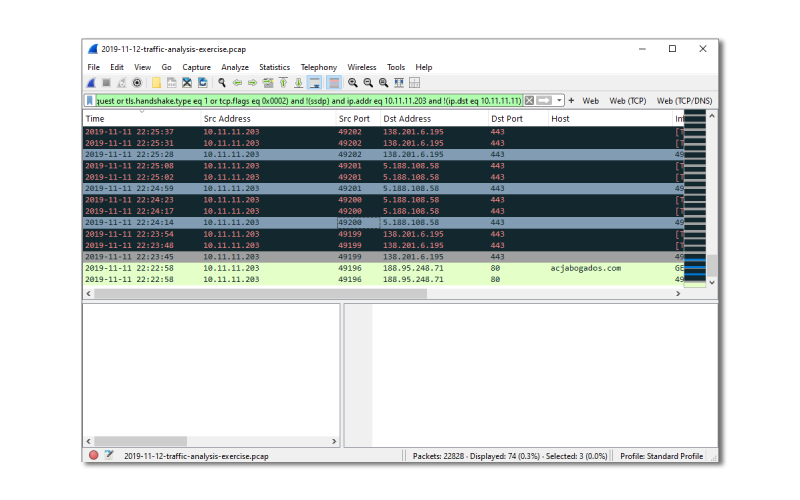 2019-11-12-traffic-analysis-exercise.pcap
File Edit View Go Capture Analyze Statistics Telephony Wireless Tools Help
quest or tls.handshake.type eq 1 or tcp.flags eq 0x0002) and !(ssdp) and ip.addr eq 10.11.11.203 and !(ip.dst eq 10.11.11.11) + Web Web (TCP) Web (TCP/DNS)
Time Src Address Src Port Dst Address Dst Port Host Inf
2019-11-11 22:25:37 10.11.11.203 49202 138.201.6.195 443 [T
2019-11-11 22:25:31 10.11.11.203 49202 138.201.6.195 443 [T
2019-11-11 22:25:28 10.11.11.203 49202 138.201.6.195 443 49
2019-11-11 22:25:08 10.11.11.203 49201 5.188.108.58 443 [T
2019-11-11 22:25:02 10.11.11.203 49201 5.188.108.58 443 [T
2019-11-11 22:24:59 10.11.11.203 49201 5.188.108.58 443 49
2019-11-11 22:24:23 10.11.11.203 49200 5.188.108.58 443 [T
2019-11-11 22:24:17 10.11.11.203 49200 5.188.108.58 443 [T
2019-11-11 22:24:14 10.11.11.203 49200 5.188.108.58 443 49
2019-11-11 22:23:54 10.11.11.203 49199 138.201.6.195 443 [T
2019-11-11 22:23:48 10.11.11.203 49199 138.201.6.195 443 [T
2019-11-11 22:23:45 10.11.11.203 49199 138.201.6.195 443 49
2019-11-11 22:22:58 10.11.11.203 49196 188.95.248.71 80 acjabogados.com GE
2019-11-11 22:22:58 10.11.11.203 49196 188.95.248.71 80 49
2019-11-12-traffic-analysis-exercise.pcap Packets: 22828 · Displayed: 74 (0.3%) · Selected: 3 (0.0%) Profile: Standard Profile